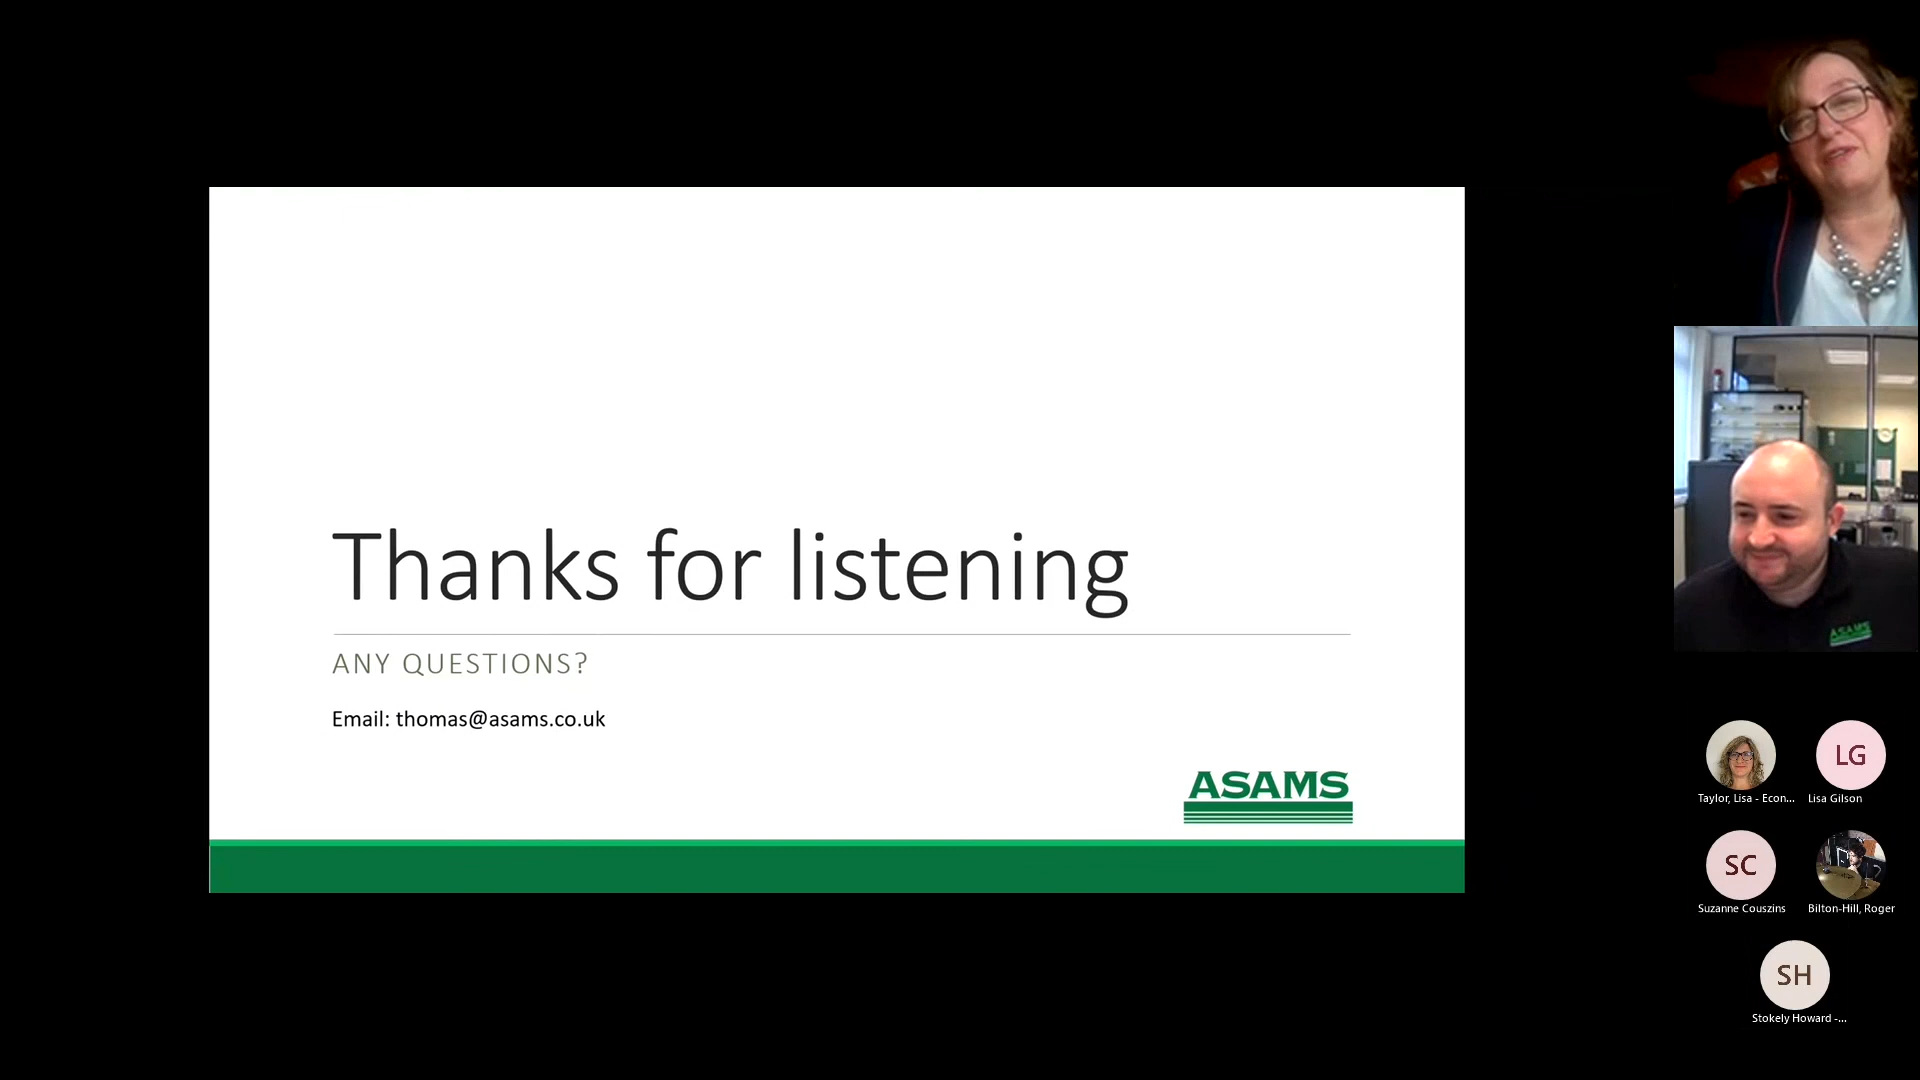 Thanks for listening
ANY QUESTIONS?
Email: thomas@asams.co.uk
ASAMS
ASAMS
Taylor, Lisa - Econ...
LG
Lisa Gilson
SC
Suzanne Couszins
Bilton-Hill, Roger
SH
Stokely Howard -...